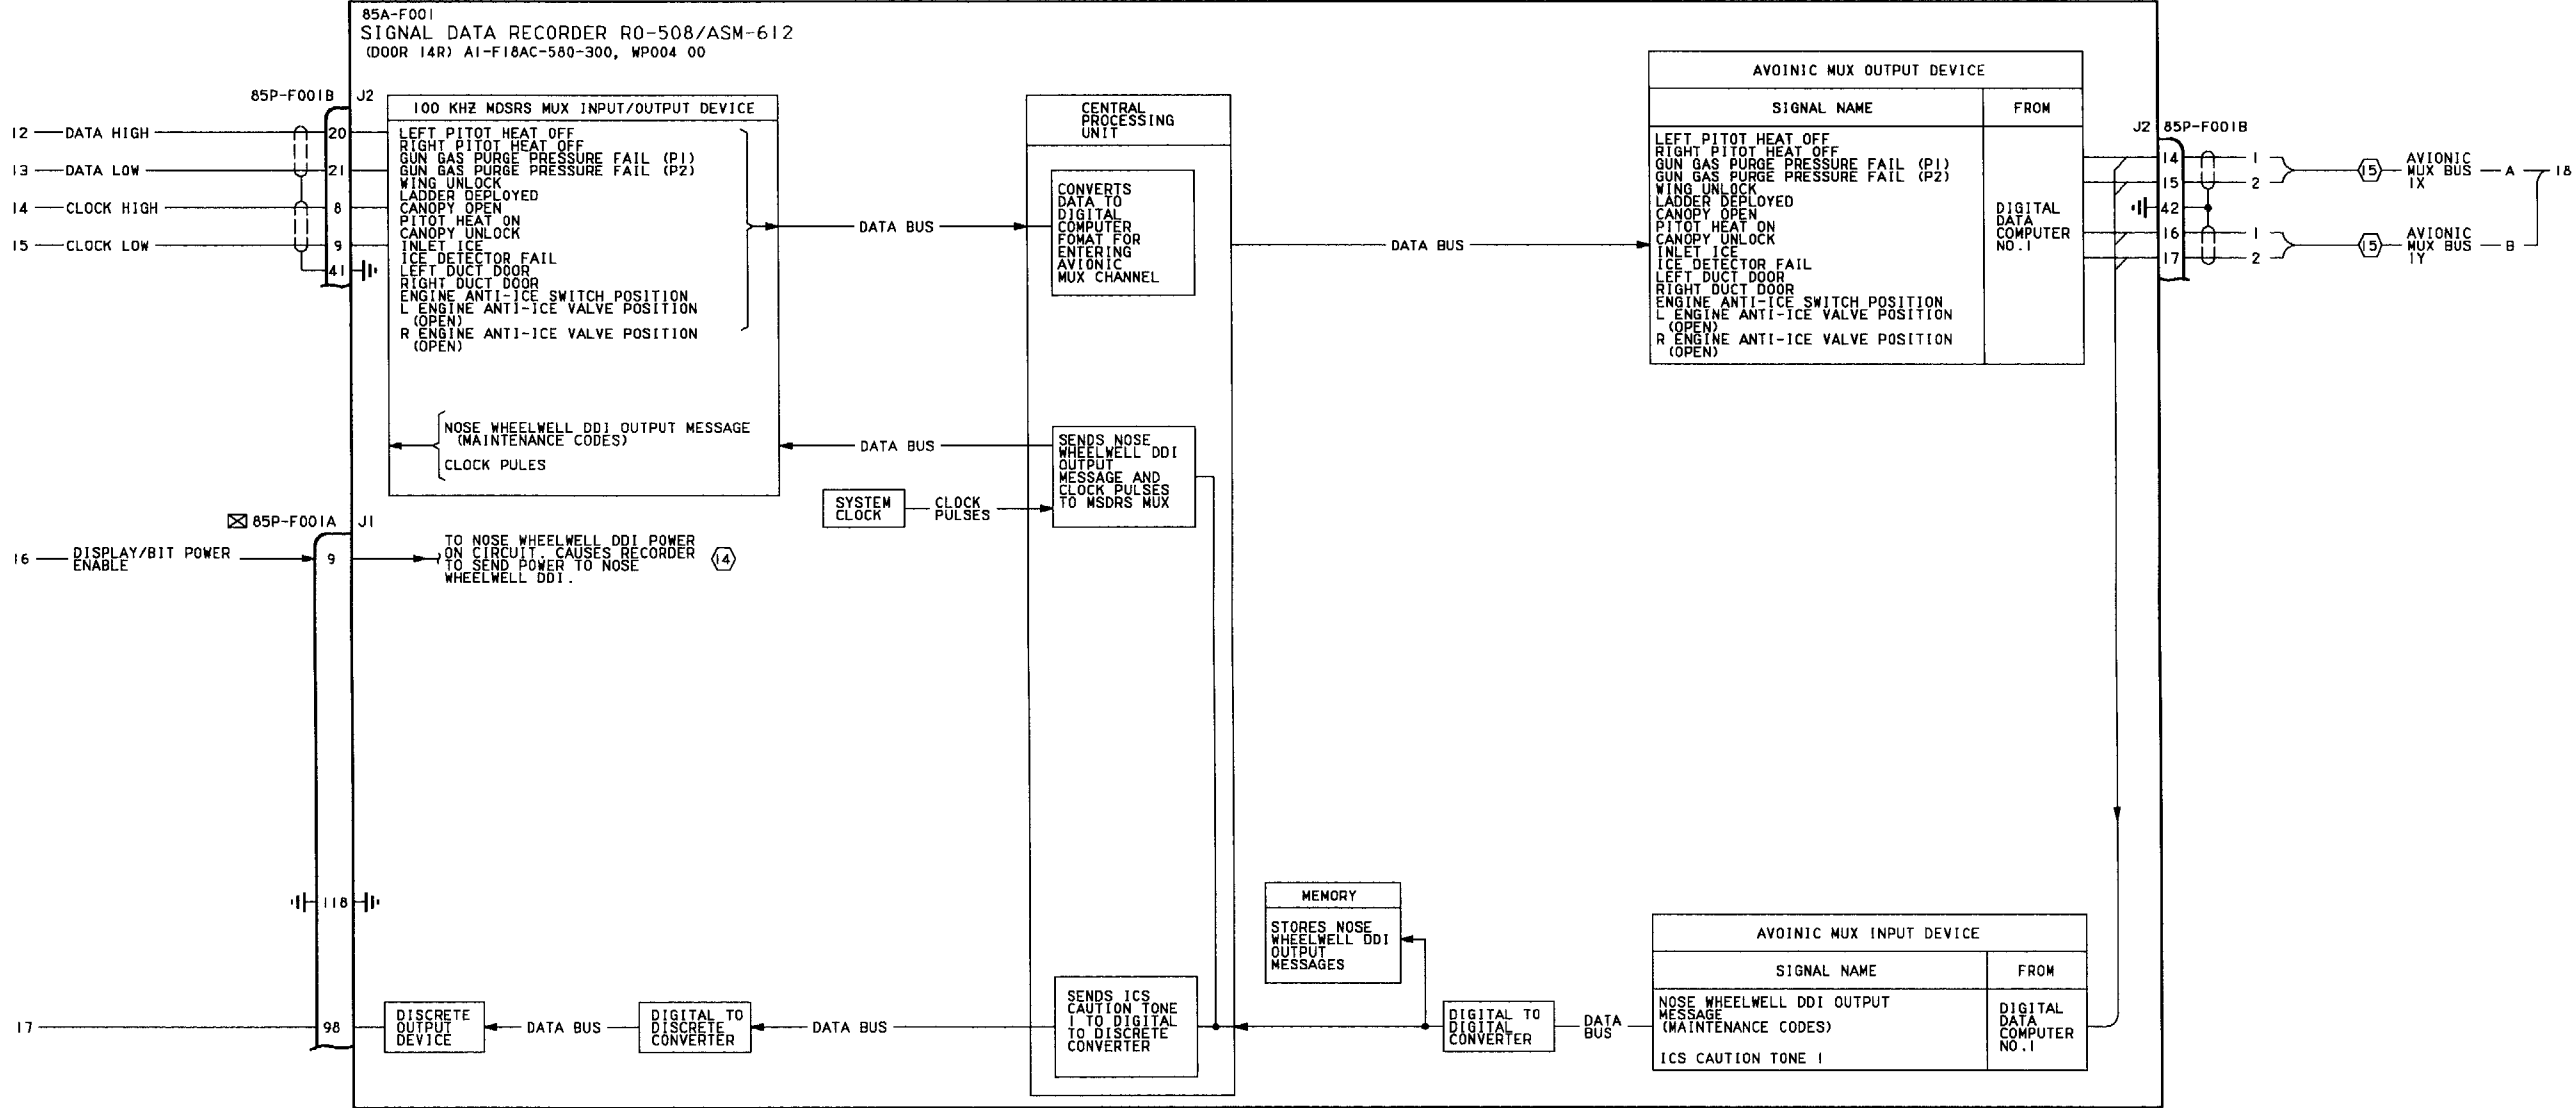 85A-F001
SIGNAL DATA RECORDER RO-508/ASM-612
(DOOR 14R) A1-F18AC-580-300, WP004 00
85P-F001B J2
12 DATA HIGH 20
13 DATA LOW 21
14 CLOCK HIGH 8
15 CLOCK LOW 9
41
100 KHZ MDSRS MUX INPUT/OUTPUT DEVICE
LEFT PITOT HEAT OFF
RIGHT PITOT HEAT OFF
GUN GAS PURGE PRESSURE FAIL (P1)
GUN GAS PURGE PRESSURE FAIL (P2)
WING UNLOCK
LADDER DEPLOYED
CANOPY OPEN
PITOT HEAT ON
CANOPY UNLOCK
INLET ICE
ICE DETECTOR FAIL
LEFT DUCT DOOR
RIGHT DUCT DOOR
ENGINE ANTI-ICE SWITCH POSITION
L ENGINE ANTI-ICE VALVE POSITION
(OPEN)
R ENGINE ANTI-ICE VALVE POSITION
(OPEN)
NOSE WHEELWELL DDI OUTPUT MESSAGE
(MAINTENANCE CODES)
CLOCK PULES
DATA BUS
CENTRAL
PROCESSING
UNIT
CONVERTS
DATA TO
DIGITAL
COMPUTER
FOMAT FOR
ENTERING
AVIONIC
MUX CHANNEL
DATA BUS
AVOINIC MUX OUTPUT DEVICE
SIGNAL NAME FROM
LEFT PITOT HEAT OFF
RIGHT PITOT HEAT OFF
GUN GAS PURGE PRESSURE FAIL (P1)
GUN GAS PURGE PRESSURE FAIL (P2)
WING UNLOCK
LADDER DEPLOYED
CANOPY OPEN
PITOT HEAT ON
CANOPY UNLOCK
INLET ICE
ICE DETECTOR FAIL
LEFT DUCT DOOR
RIGHT DUCT DOOR
ENGINE ANTI-ICE SWITCH POSITION
L ENGINE ANTI-ICE VALVE POSITION
(OPEN)
R ENGINE ANTI-ICE VALVE POSITION
(OPEN)
DIGITAL
DATA
COMPUTER
NO.1
J2 85P-F001B
14 1
15 2
42
16 1
17 2
15 AVIONIC
MUX BUS A 18
1X
15 AVIONIC
MUX BUS B
1Y
DATA BUS
SENDS NOSE
WHEELWELL DDI
OUTPUT
MESSAGE AND
CLOCK PULSES
TO MSDRS MUX
SYSTEM
CLOCK
CLOCK
PULSES
85P-F001A J1
16 DISPLAY/BIT POWER
ENABLE
9
TO NOSE WHEELWELL DDI POWER
ON CIRCUIT. CAUSES RECORDER
TO SEND POWER TO NOSE
WHEELWELL DDI.
14
118
17 98
DISCRETE
OUTPUT
DEVICE
DATA BUS
DIGITAL TO
DISCRETE
CONVERTER
DATA BUS
SENDS ICS
CAUTION TONE
1 TO DIGITAL
TO DISCRETE
CONVERTER
MEMORY
STORES NOSE
WHEELWELL DDI
OUTPUT
MESSAGES
DIGITAL TO
DIGITAL
CONVERTER
DATA
BUS
AVOINIC MUX INPUT DEVICE
SIGNAL NAME FROM
NOSE WHEELWELL DDI OUTPUT
MESSAGE
(MAINTENANCE CODES)
ICS CAUTION TONE 1
DIGITAL
DATA
COMPUTER
NO.1